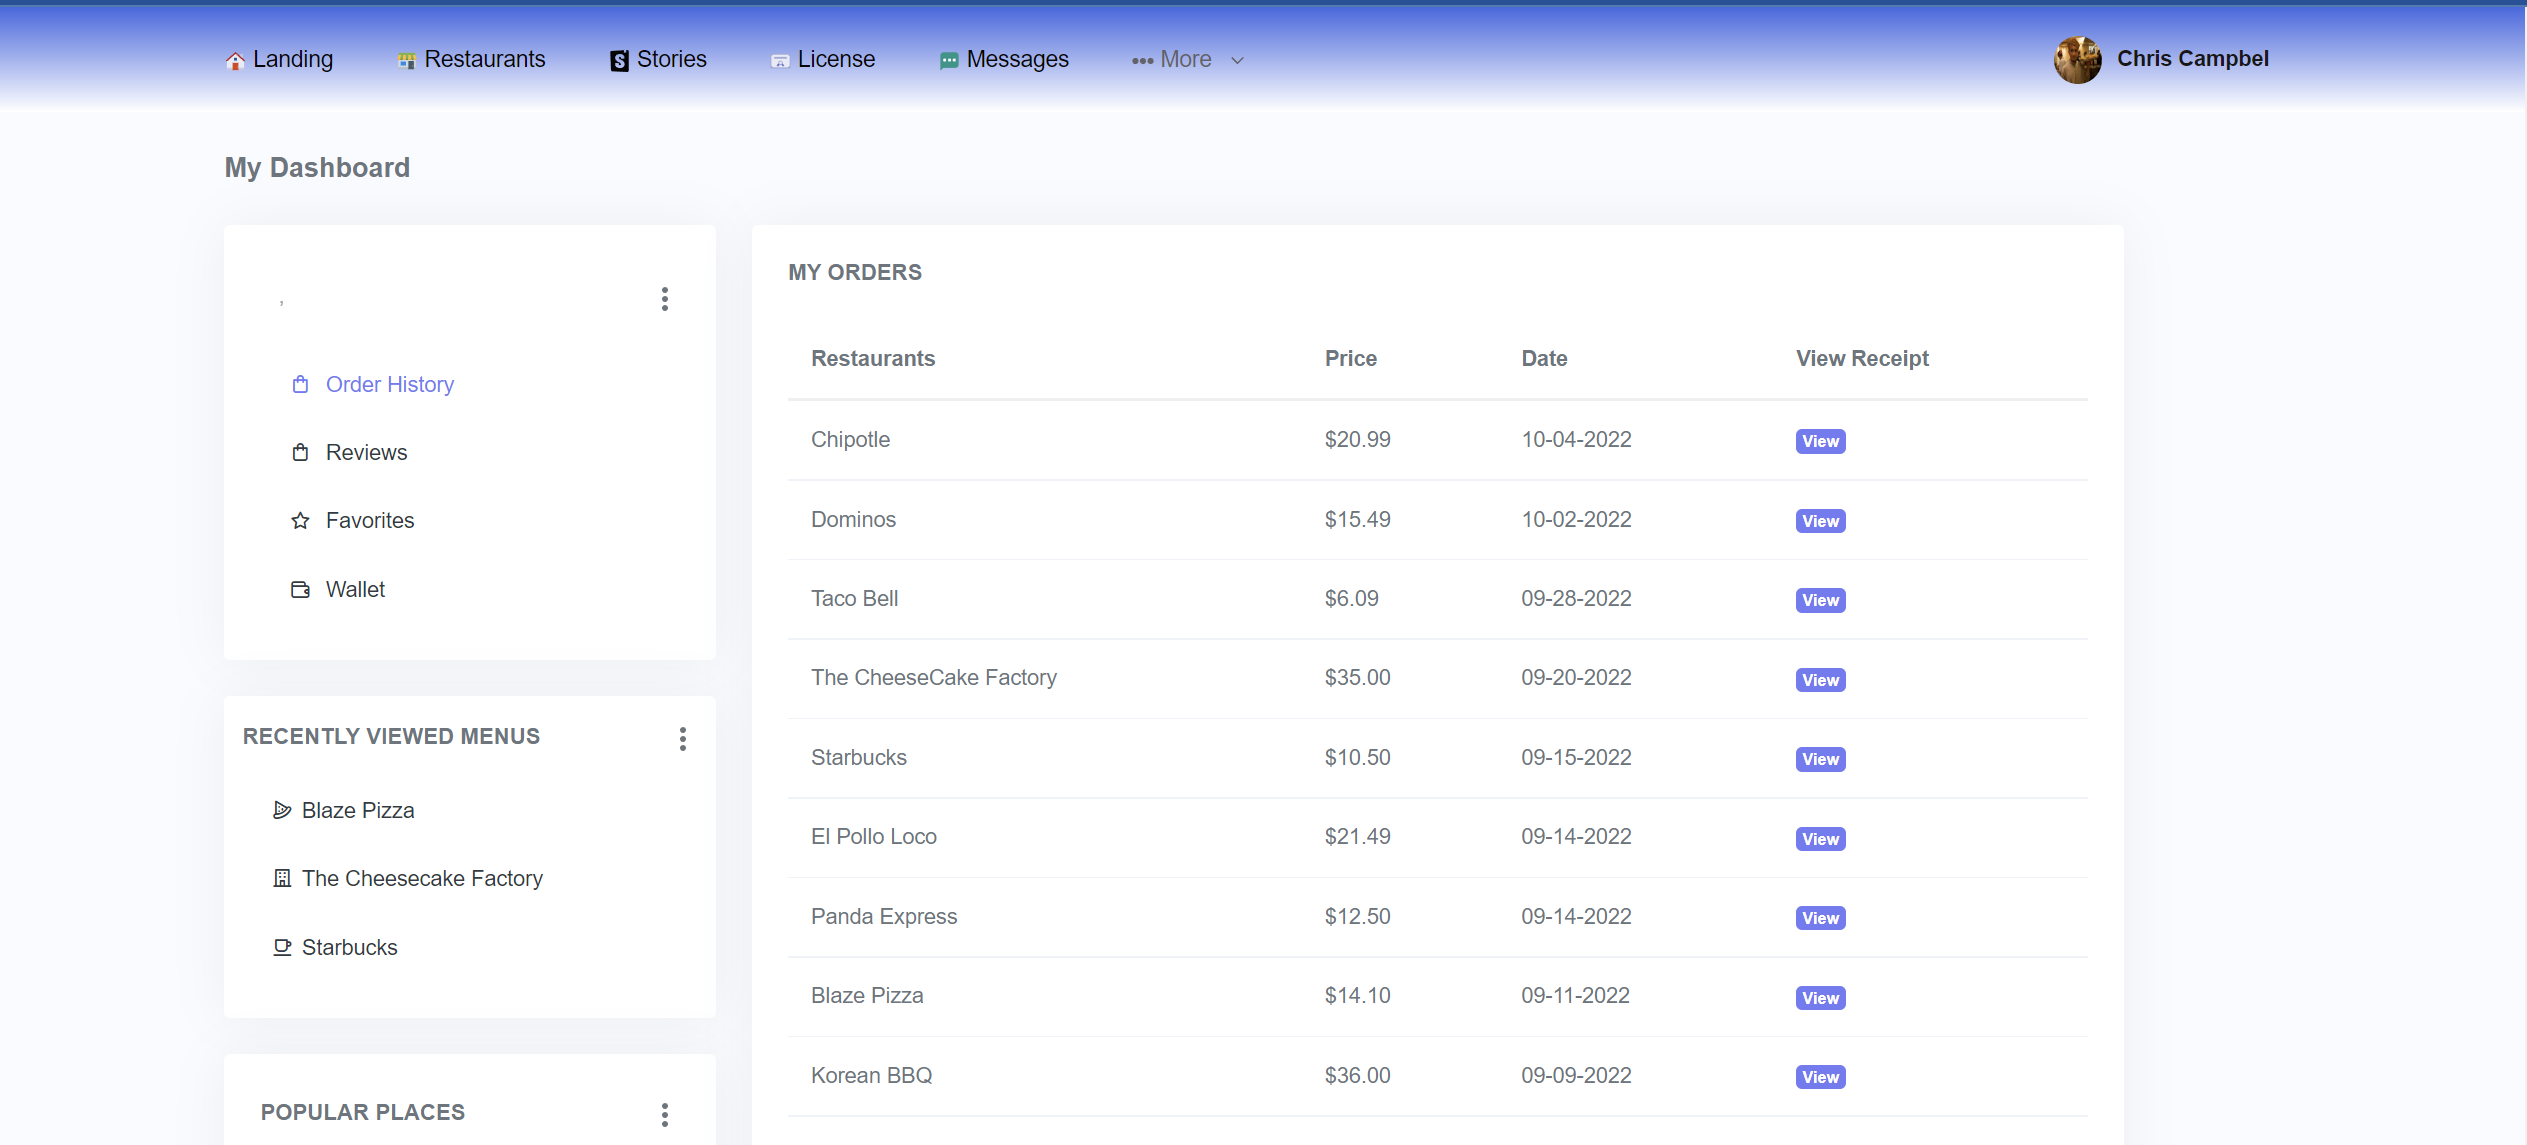 Landing Restaurants Stories License Messages More Chris Campbel
My Dashboard
,
Order History
Reviews
Favorites
Wallet
RECENTLY VIEWED MENUS
Blaze Pizza
The Cheesecake Factory
Starbucks
POPULAR PLACES
MY ORDERS
Restaurants Price Date View Receipt
Chipotle $20.99 10-04-2022 View
Dominos $15.49 10-02-2022 View
Taco Bell $6.09 09-28-2022 View
The CheeseCake Factory $35.00 09-20-2022 View
Starbucks $10.50 09-15-2022 View
El Pollo Loco $21.49 09-14-2022 View
Panda Express $12.50 09-14-2022 View
Blaze Pizza $14.10 09-11-2022 View
Korean BBQ $36.00 09-09-2022 View